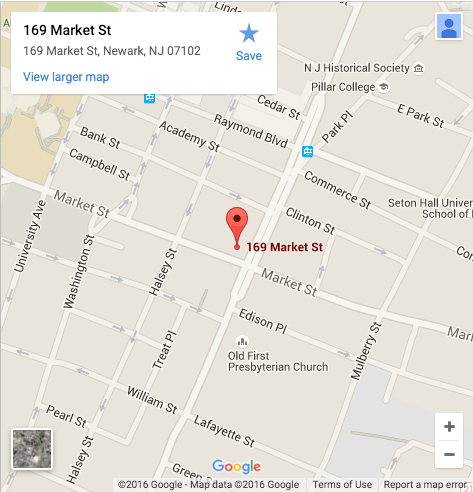 169 Market St
169 Market St, Newark, NJ 07102
Save
View larger map
Linde
N J Historical Society
Pillar College
E Park St
Cedar St
Park Pl
Raymond Blvd
Academy St
Bank St
Commerce St
Campbell St
Seton Hall Univer
School of
Clinton St
Market St
University Ave
Washington St
169 Market St
Com
Halsey St
Market St
Market
Edison Pl
Treat Pl
Mulberry St
Old First
Presbyterian Church
William St
Pearl St
Lafayette St
Halsey St
Green
Google
©2016 Google - Map data ©2016 Google
Terms of Use
Report a map error